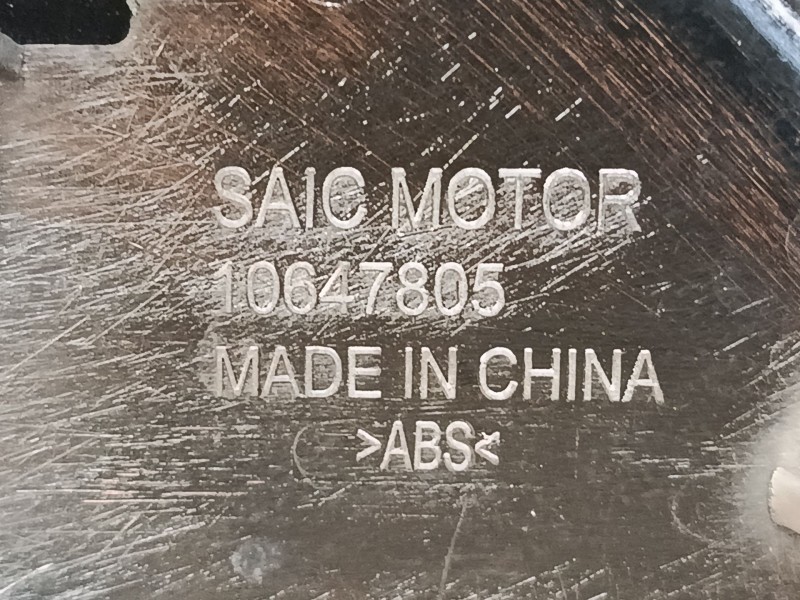 SAIC MOTOR
10647805
MADE IN CHINA
>ABS<